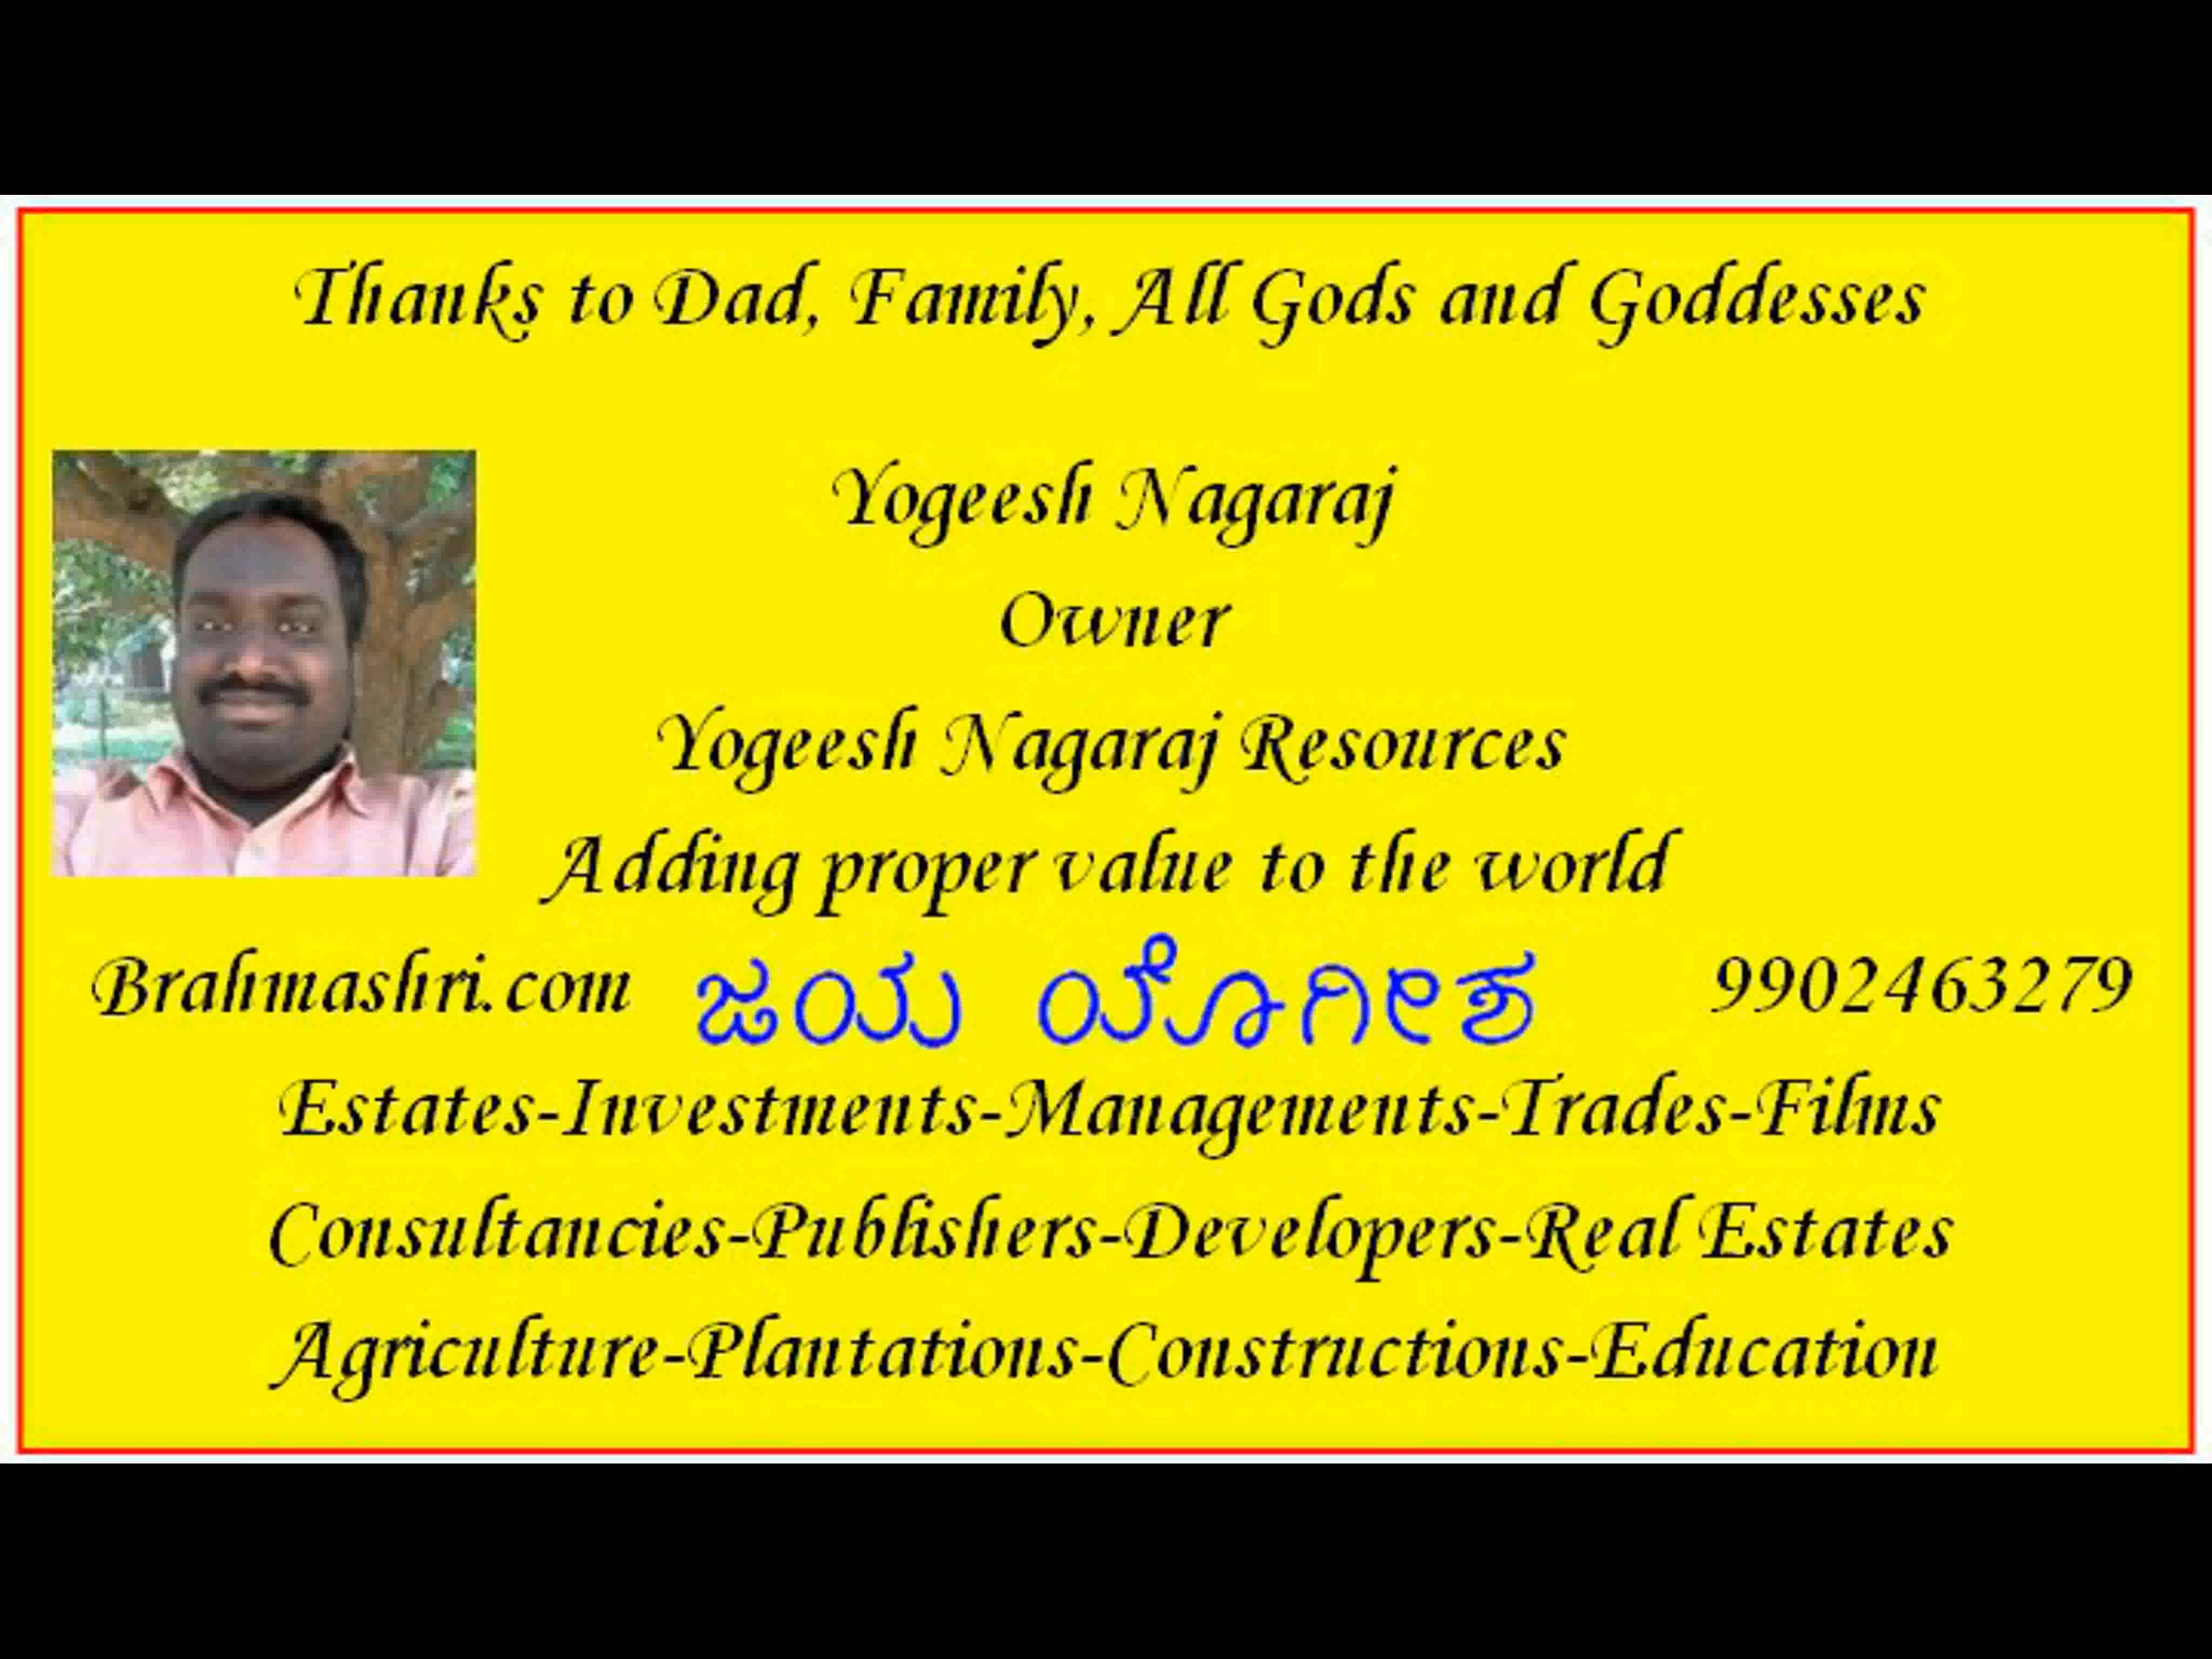 Thanks to Dad, Family, All Gods and Goddesses
Yogeesh Nagaraj
Owner
Yogeesh Nagaraj Resources
Adding proper value to the world
Brahmashri.com ಜಯ ಯೊಗೀಶ 9902463279
Estates-Investments-Managements-Trades-Films
Consultancies-Publishers-Developers-Real Estates
Agriculture-Plantations-Constructions-Education